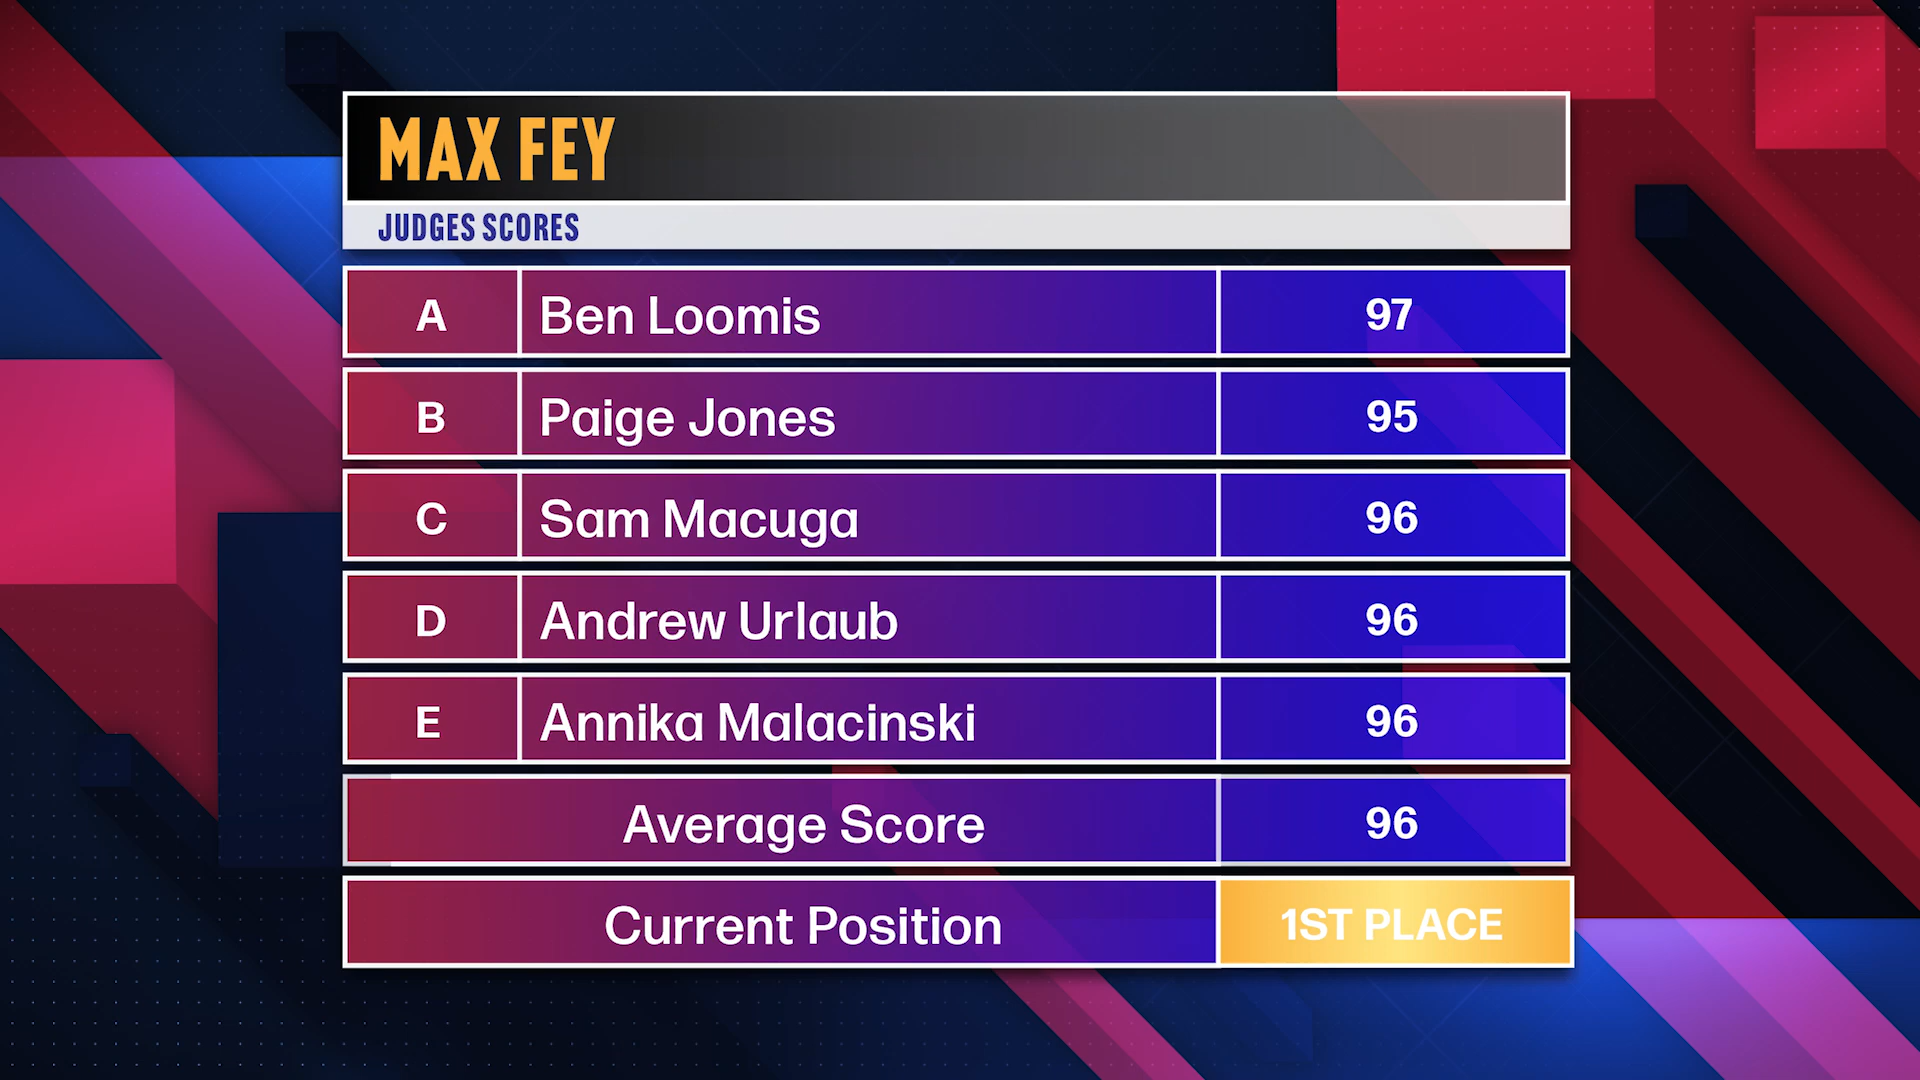 MAX FEY
JUDGES SCORES
A Ben Loomis 97
B Paige Jones 95
C Sam Macuga 96
D Andrew Urlaub 96
E Annika Malacinski 96
Average Score 96
Current Position 1ST PLACE